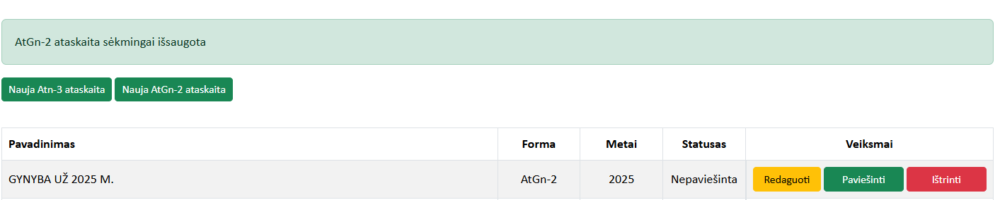 AtGn-2 ataskaita sėkmingai išsaugota
Nauja Atn-3 ataskaita Nauja AtGn-2 ataskaita
Pavadinimas Forma Metai Statusas Veiksmai
GYNYBA UŽ 2025 M. AtGn-2 2025 Nepaviešinta Redaguoti Paviešinti Ištrinti